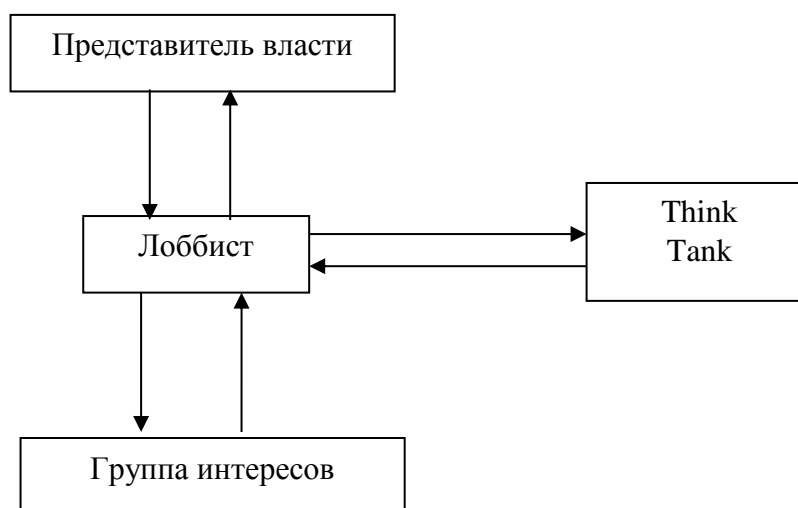 Представитель власти
Лоббист
Think
Tank
Группа интересов